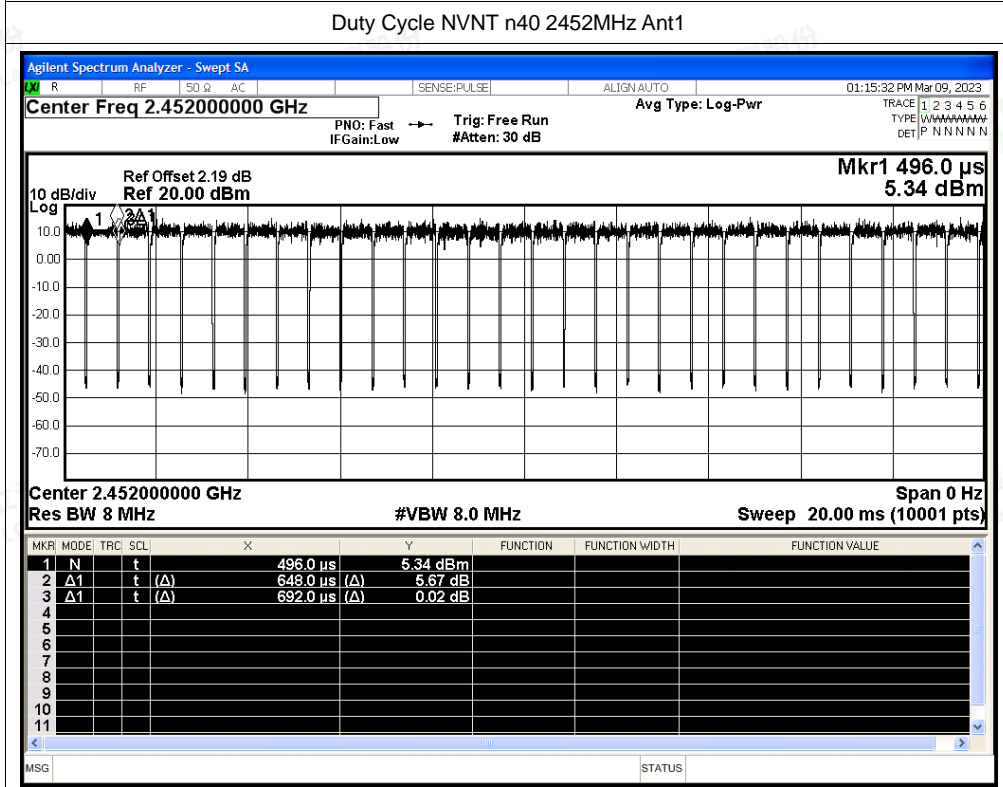 Duty Cycle NVNT n40 2452MHz Ant1
Agilent Spectrum Analyzer - Swept SA
LXI R RF 50 Ω AC SENSE:PULSE ALIGN AUTO 01:15:32 PM Mar 09, 2023
Center Freq 2.452000000 GHz Avg Type: Log-Pwr TRACE 1 2 3 4 5 6
PNO: Fast Trig: Free Run TYPE WWWWWW
IFGain:Low #Atten: 30 dB DET P N N N N N
Mkr1 496.0 µs
Ref Offset 2.19 dB
10 dB/div Ref 20.00 dBm 5.34 dBm
Log
1 2Δ1
10.0
0.00
-10.0
-20.0
-30.0
-40.0
-50.0
-60.0
-70.0
Center 2.452000000 GHz Span 0 Hz
Res BW 8 MHz #VBW 8.0 MHz Sweep 20.00 ms (10001 pts)
MKR MODE TRC SCL X Y FUNCTION FUNCTION WIDTH FUNCTION VALUE
1 N t 496.0 µs 5.34 dBm
2 Δ1 t (Δ) 648.0 µs (Δ) 5.67 dB
3 Δ1 t (Δ) 692.0 µs (Δ) 0.02 dB
4
5
6
7
8
9
10
11
MSG STATUS